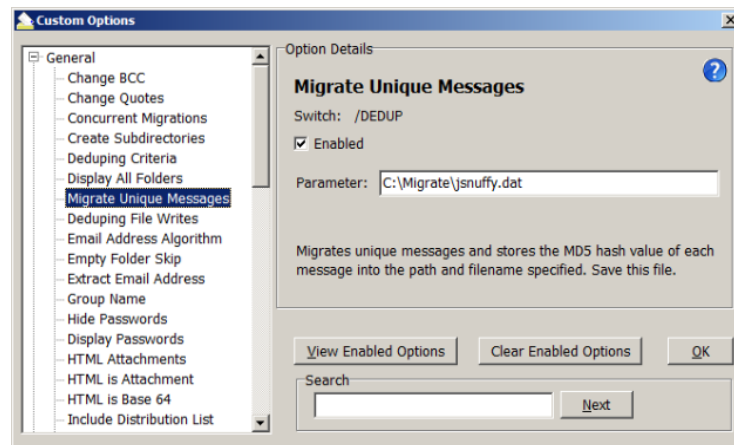 Custom Options
General
Change BCC
Change Quotes
Concurrent Migrations
Create Subdirectories
Deduping Criteria
Display All Folders
Migrate Unique Messages
Deduping File Writes
Email Address Algorithm
Empty Folder Skip
Extract Email Address
Group Name
Hide Passwords
Display Passwords
HTML Attachments
HTML is Attachment
HTML is Base 64
Include Distribution List
Option Details
?
Migrate Unique Messages
Switch: /DEDUP
Enabled
Parameter: C:\Migrate\jsnuffy.dat
Migrates unique messages and stores the MD5 hash value of each
message into the path and filename specified. Save this file.
View Enabled Options Clear Enabled Options OK
Search
Next